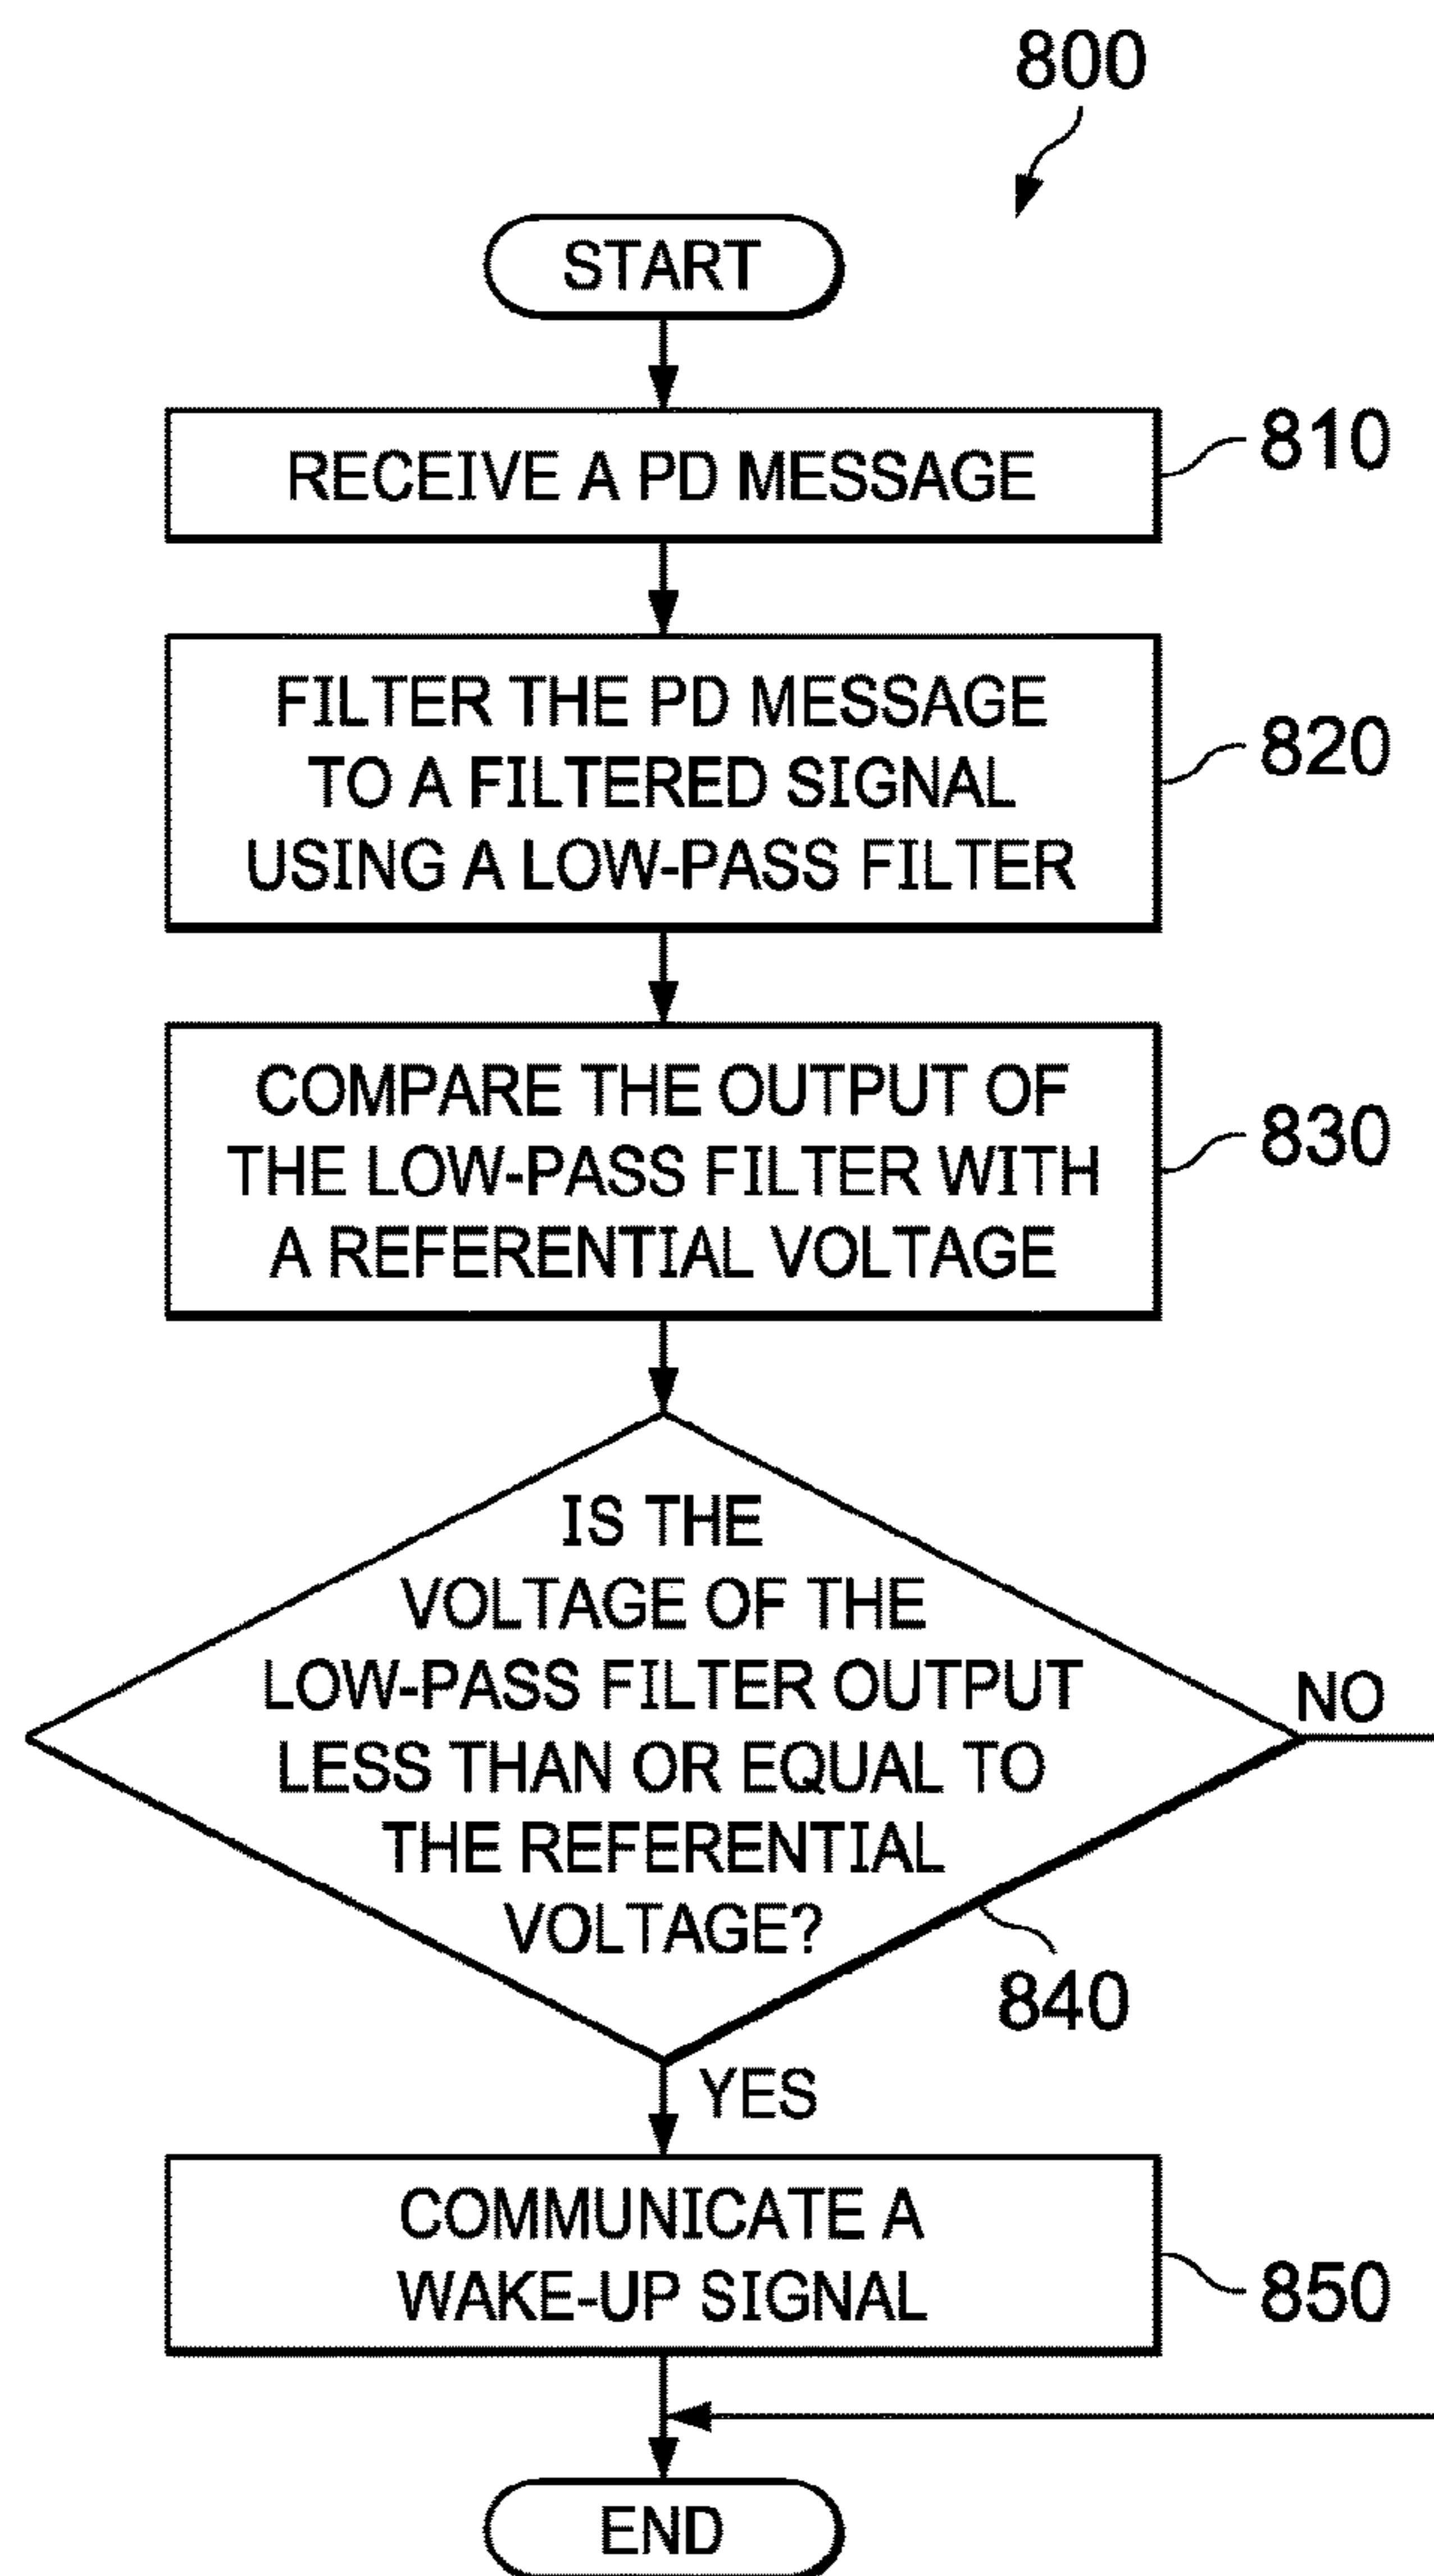 800
START
RECEIVE A PD MESSAGE
810
FILTER THE PD MESSAGE
TO A FILTERED SIGNAL
USING A LOW-PASS FILTER
820
COMPARE THE OUTPUT OF
THE LOW-PASS FILTER WITH
A REFERENTIAL VOLTAGE
830
IS THE
VOLTAGE OF THE
LOW-PASS FILTER OUTPUT
LESS THAN OR EQUAL TO
THE REFERENTIAL
VOLTAGE?
NO
840
YES
COMMUNICATE A
WAKE-UP SIGNAL
850
END